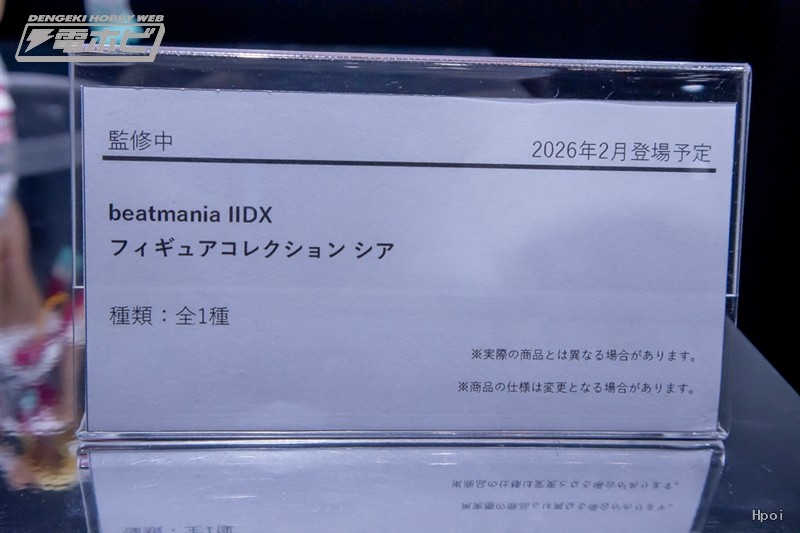 DENGEKI HOBBY WEB
電ホビ
監修中
2026年2月登場予定
beatmania IIDX
フィギュアコレクション シア
種類：全1種
※実際の商品とは異なる場合があります。
※商品の仕様は変更となる場合があります。
Hpoi